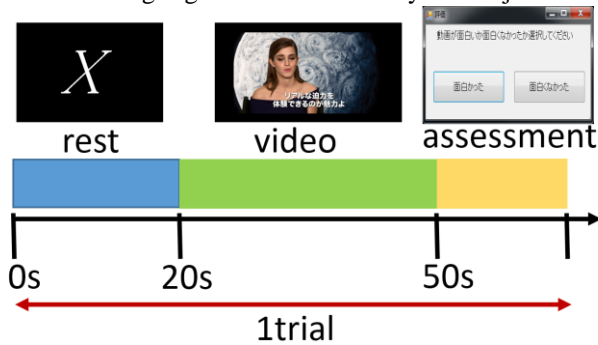 X
リアルな迫力を
体験できるのが魅力よ
評価
動画が面白いか面白くなかったか選択してください
面白かった
面白くなかった
rest
video
assessment
0s
20s
50s
1trial